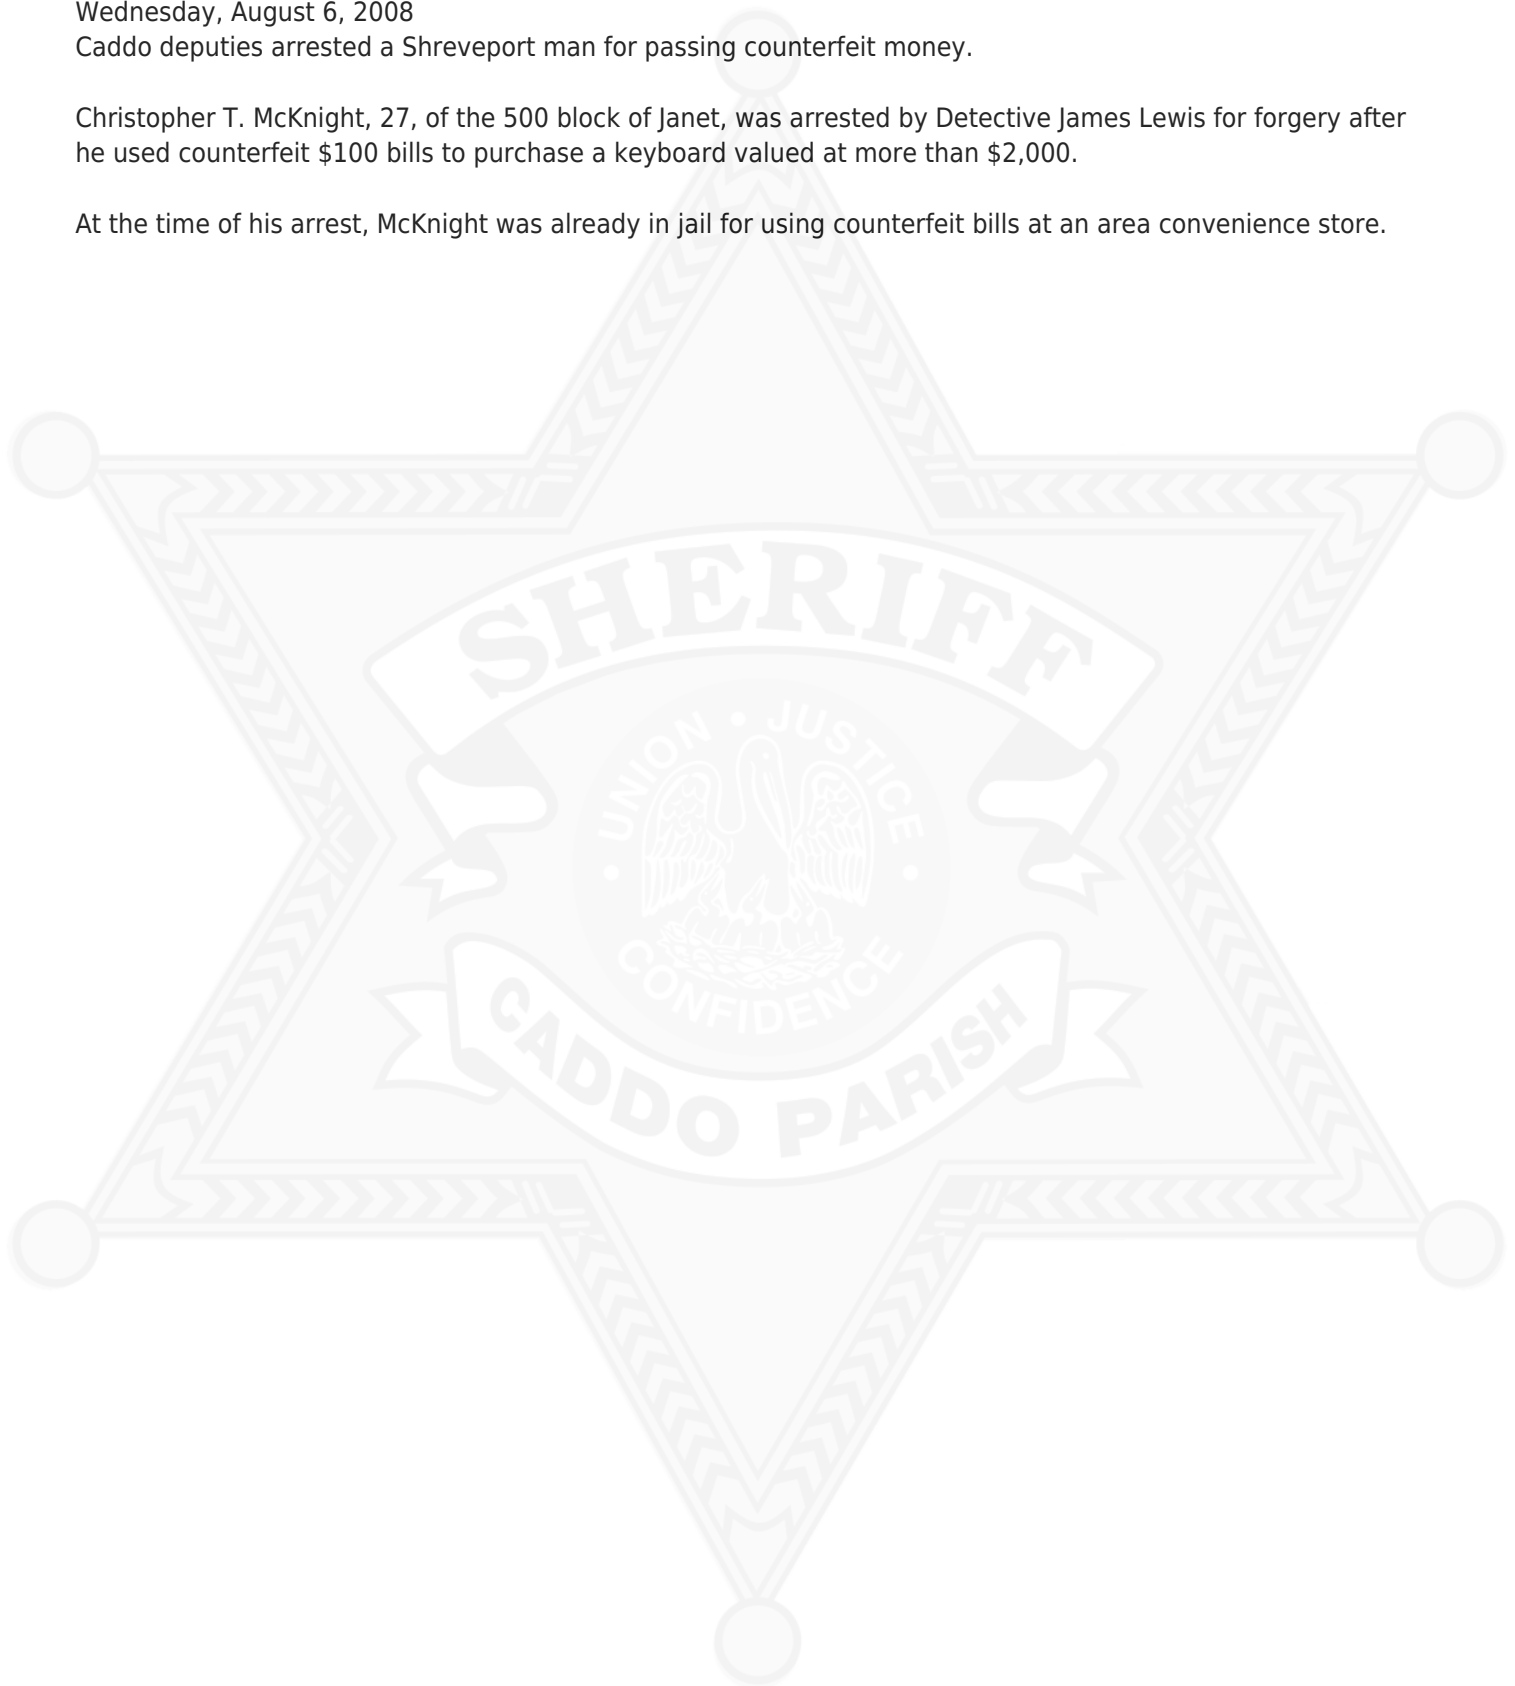 Wednesday, August 6, 2008
Caddo deputies arrested a Shreveport man for passing counterfeit money.
Christopher T. McKnight, 27, of the 500 block of Janet, was arrested by Detective James Lewis for forgery after
he used counterfeit $100 bills to purchase a keyboard valued at more than $2,000.
At the time of his arrest, McKnight was already in jail for using counterfeit bills at an area convenience store.
SHERIFF
UNION • JUSTICE
• CONFIDENCE •
CADDO PARISH